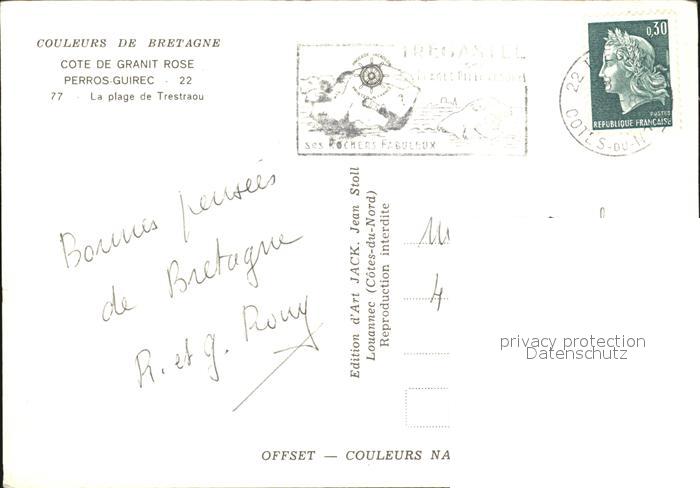 COULEURS DE BRETAGNE
COTE DE GRANIT ROSE
PERROS-GUIREC - 22
77 - La plage de Trestraou
TREGASTEL
SES ROCHERS FABULEUX
22
COTES-DU-N
0,30
POSTES
REPUBLIQUE FRANÇAISE
Bonnes pensées
de Bretagne
R. et G. Rouy
Edition d'Art JACK, Jean Stoll
Louannec (Côtes-du-Nord)
Reproduction interdite
M
4
privacy protection
Datenschutz
OFFSET — COULEURS NA